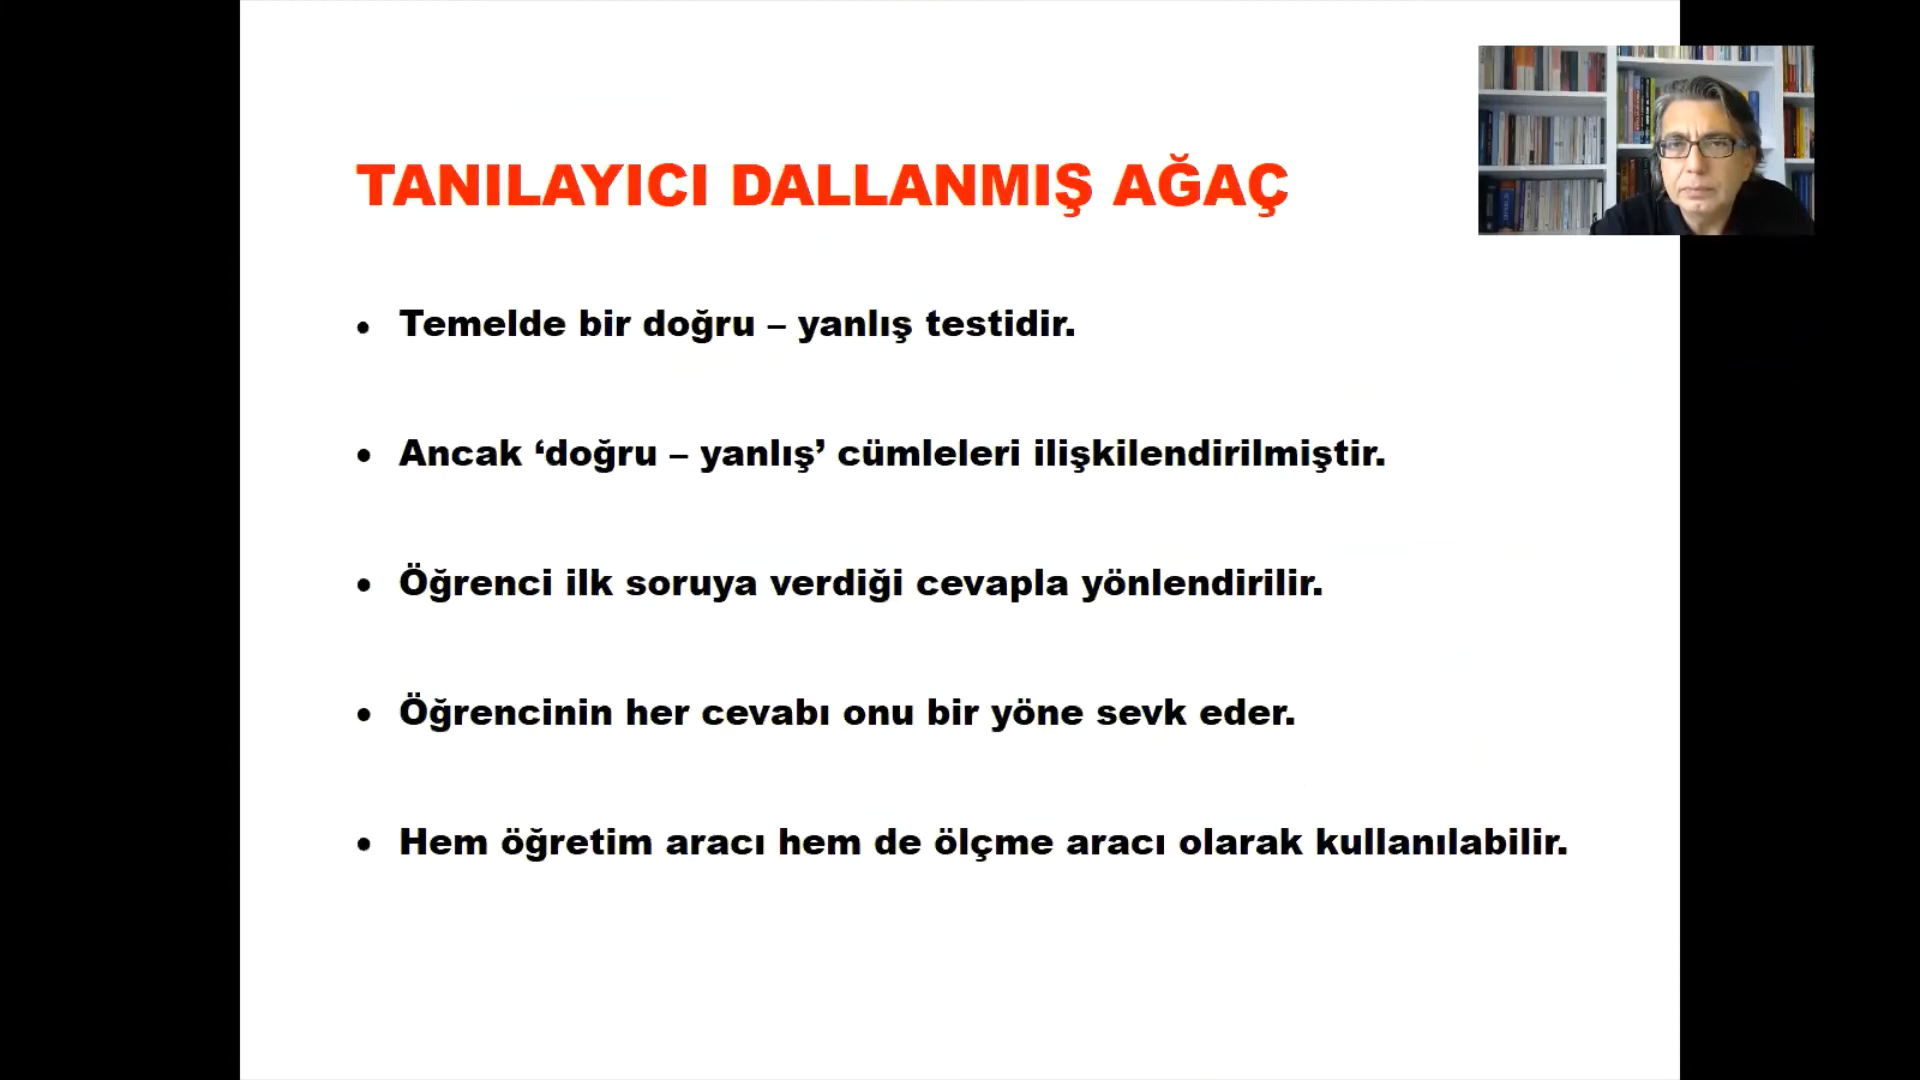 TANILAYICI DALLANMIŞ AĞAÇ
• Temelde bir doğru – yanlış testidir.
• Ancak ‘doğru – yanlış’ cümleleri ilişkilendirilmiştir.
• Öğrenci ilk soruya verdiği cevapla yönlendirilir.
• Öğrencinin her cevabı onu bir yöne sevk eder.
• Hem öğretim aracı hem de ölçme aracı olarak kullanılabilir.